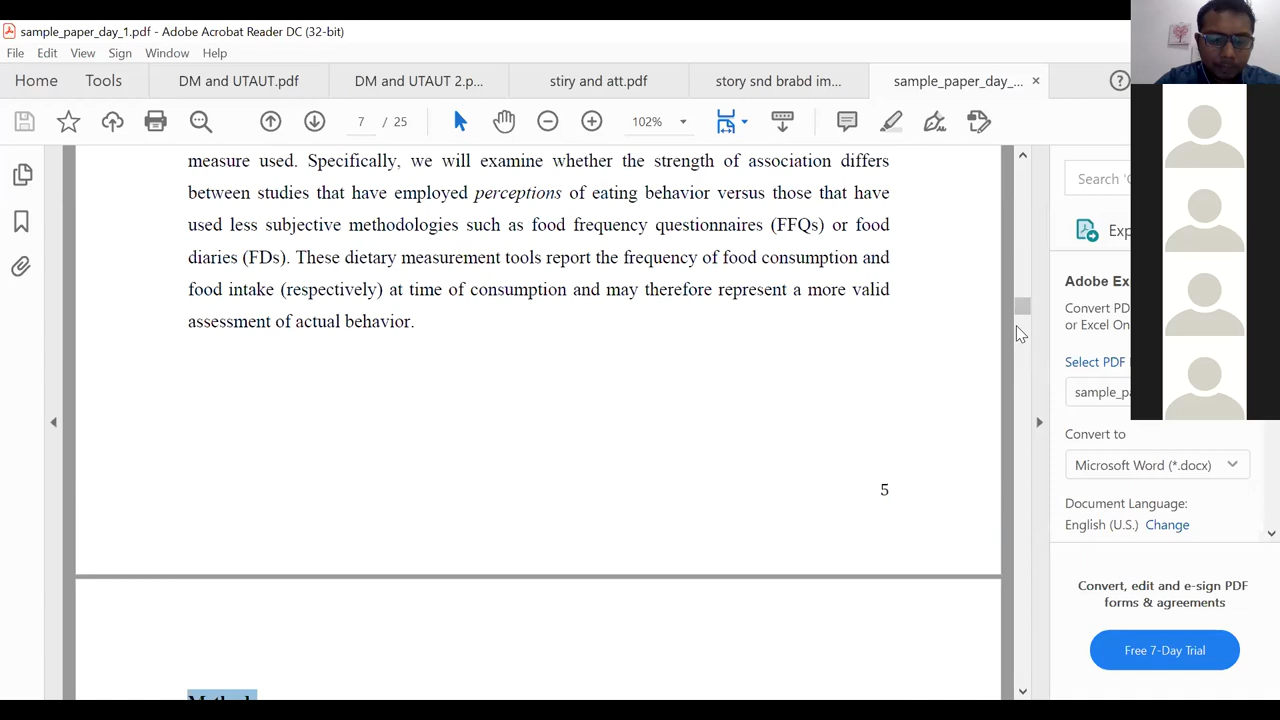 sample_paper_day_1.pdf - Adobe Acrobat Reader DC (32-bit)
File Edit View Sign Window Help
Home Tools DM and UTAUT.pdf DM and UTAUT 2.p... stiry and att.pdf story snd brabd im... sample_paper_day_... ×
7 / 25 102%
measure used. Specifically, we will examine whether the strength of association differs
between studies that have employed perceptions of eating behavior versus those that have
used less subjective methodologies such as food frequency questionnaires (FFQs) or food
diaries (FDs). These dietary measurement tools report the frequency of food consumption and
food intake (respectively) at time of consumption and may therefore represent a more valid
assessment of actual behavior.
5
Search
Adobe Ex
Convert
or Excel On
Select PDF
sample_p
Convert to
Microsoft Word (*.docx)
Document Language:
English (U.S.) Change
Convert, edit and e-sign PDF
forms & agreements
Free 7-Day Trial